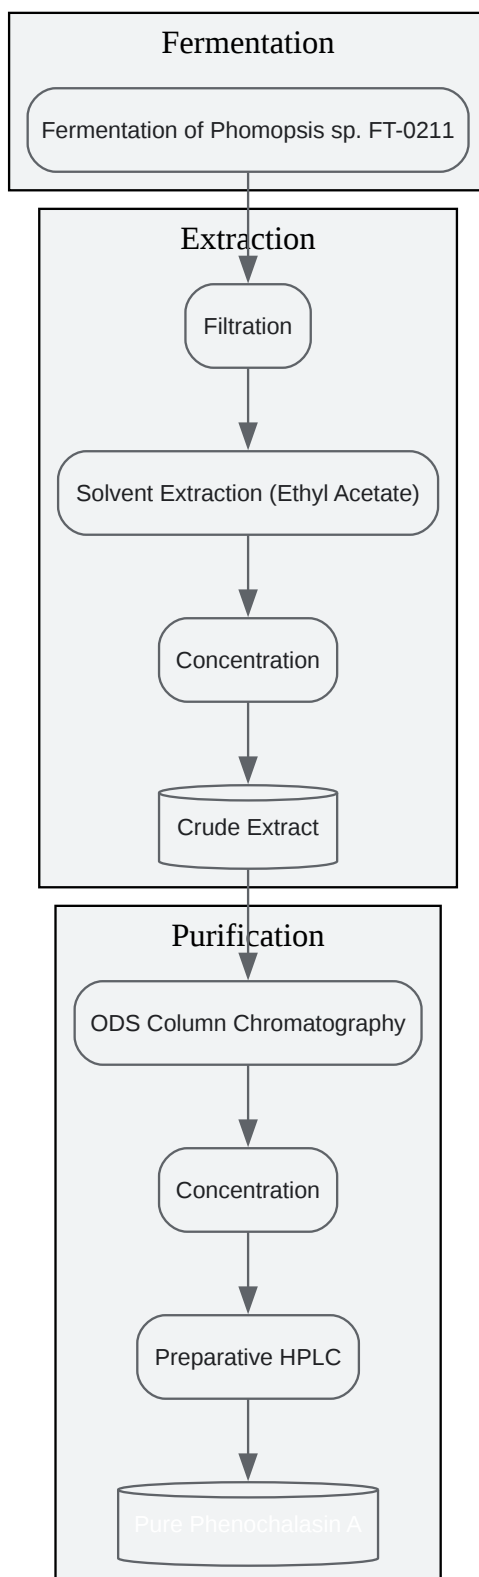 Fermentation
Fermentation of Phomopsis sp. FT-0211
Extraction
Filtration
Solvent Extraction (Ethyl Acetate)
Concentration
Crude Extract
Purification
ODS Column Chromatography
Concentration
Preparative HPLC
Pure Phenochalasin A